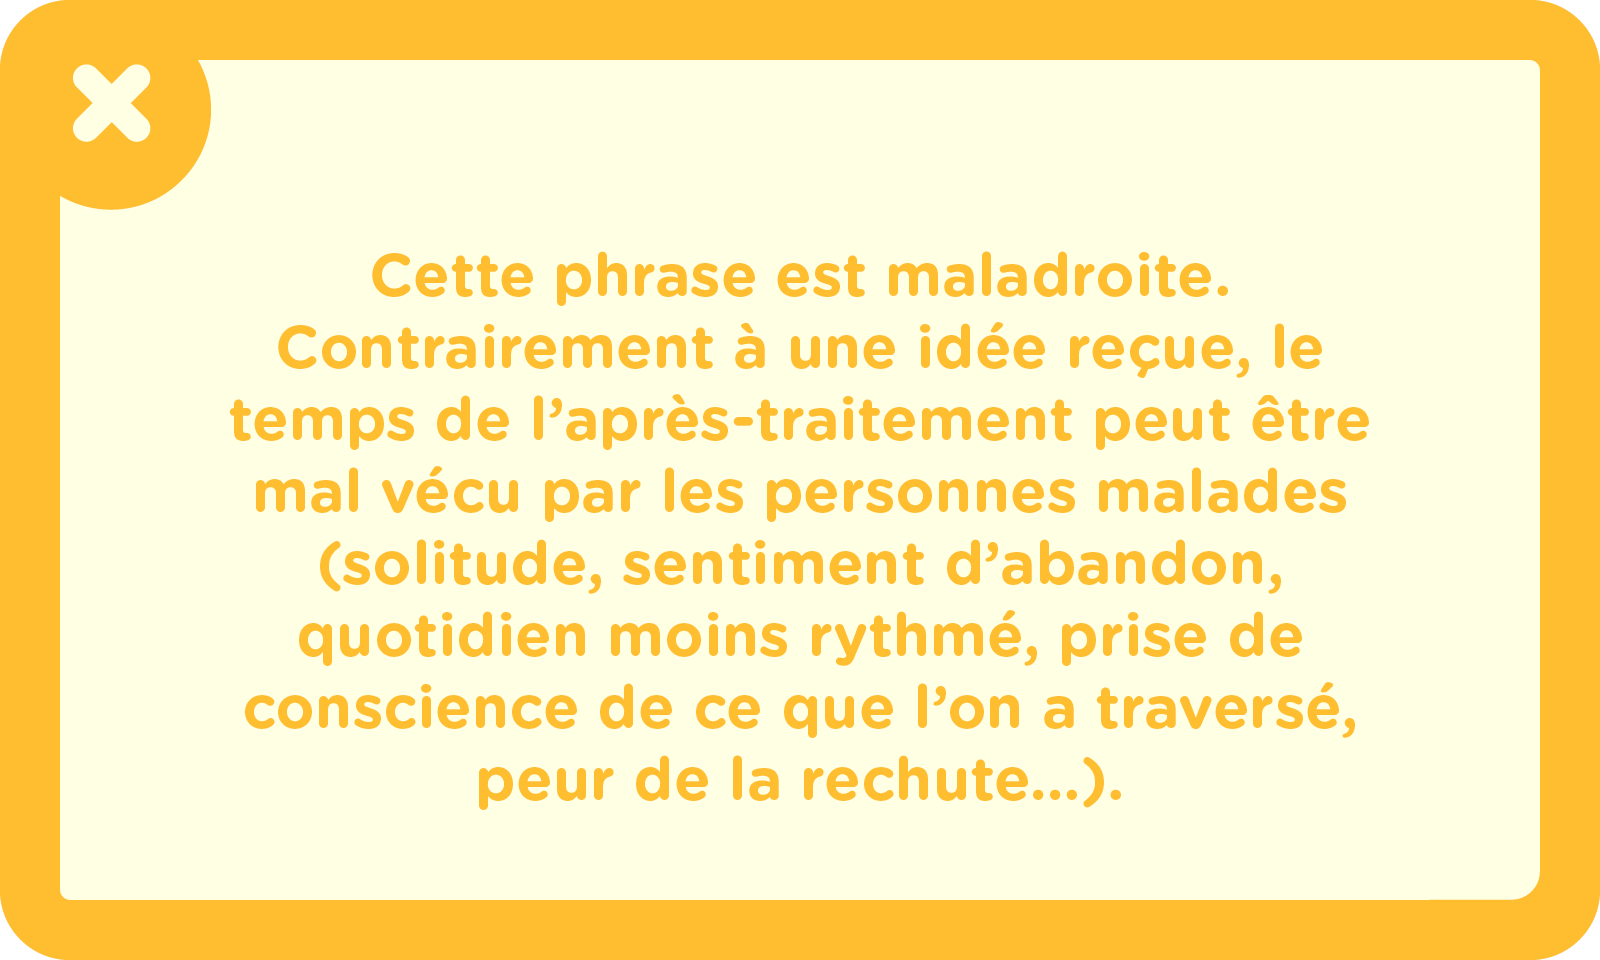 Cette phrase est maladroite.
Contrairement à une idée reçue, le
temps de l’après-traitement peut être
mal vécu par les personnes malades
(solitude, sentiment d’abandon,
quotidien moins rythmé, prise de
conscience de ce que l’on a traversé,
peur de la rechute...).